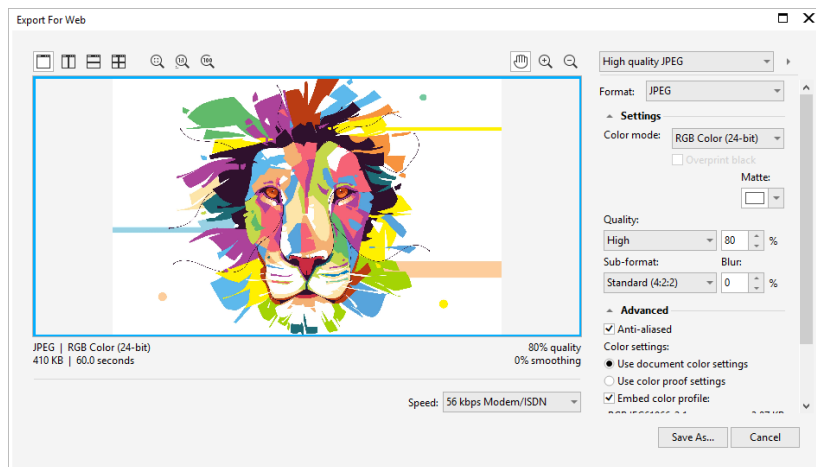 Export For Web
1:1
100
High quality JPEG
Format: JPEG
Settings
Color mode: RGB Color (24-bit)
Overprint black
Matte:
Quality:
High 80 %
Sub-format: Blur:
Standard (4:2:2) 0 %
Advanced
Anti-aliased
Color settings:
Use document color settings
Use color proof settings
Embed color profile:
JPEG | RGB Color (24-bit) 80% quality
410 KB | 60.0 seconds 0% smoothing
Speed: 56 kbps Modem/ISDN
Save As... Cancel